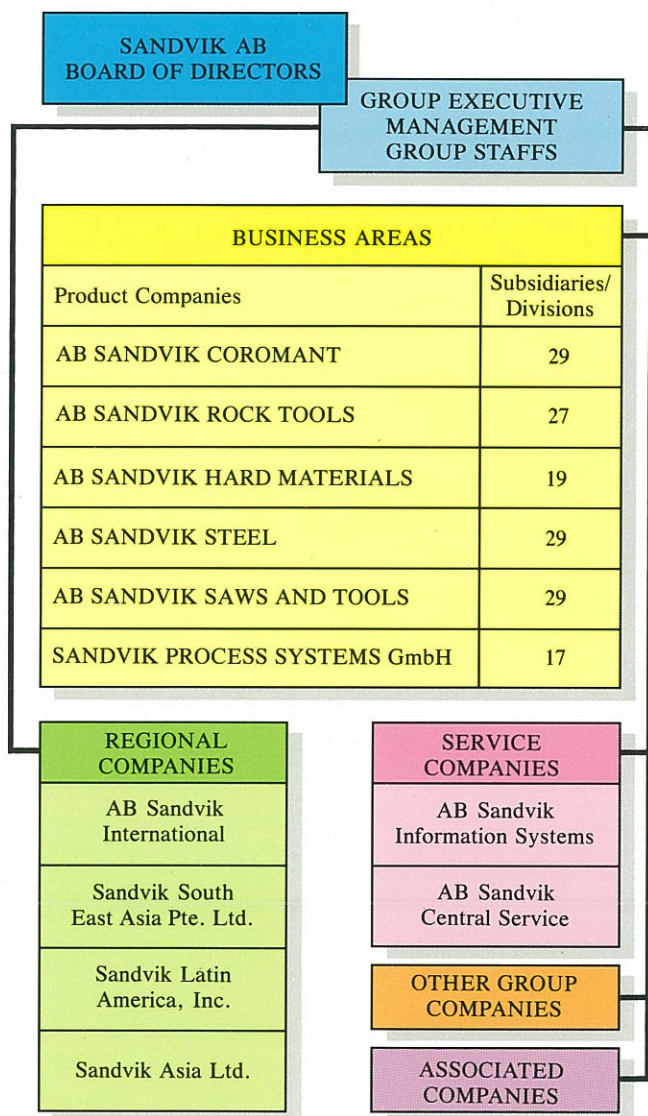 SANDVIK AB
BOARD OF DIRECTORS
GROUP EXECUTIVE
MANAGEMENT
GROUP STAFFS
BUSINESS AREAS
Product Companies
Subsidiaries/
Divisions
AB SANDVIK COROMANT 29
AB SANDVIK ROCK TOOLS 27
AB SANDVIK HARD MATERIALS 19
AB SANDVIK STEEL 29
AB SANDVIK SAWS AND TOOLS 29
SANDVIK PROCESS SYSTEMS GmbH 17
REGIONAL
COMPANIES
AB Sandvik
International
Sandvik South
East Asia Pte. Ltd.
Sandvik Latin
America, Inc.
Sandvik Asia Ltd.
SERVICE
COMPANIES
AB Sandvik
Information Systems
AB Sandvik
Central Service
OTHER GROUP
COMPANIES
ASSOCIATED
COMPANIES